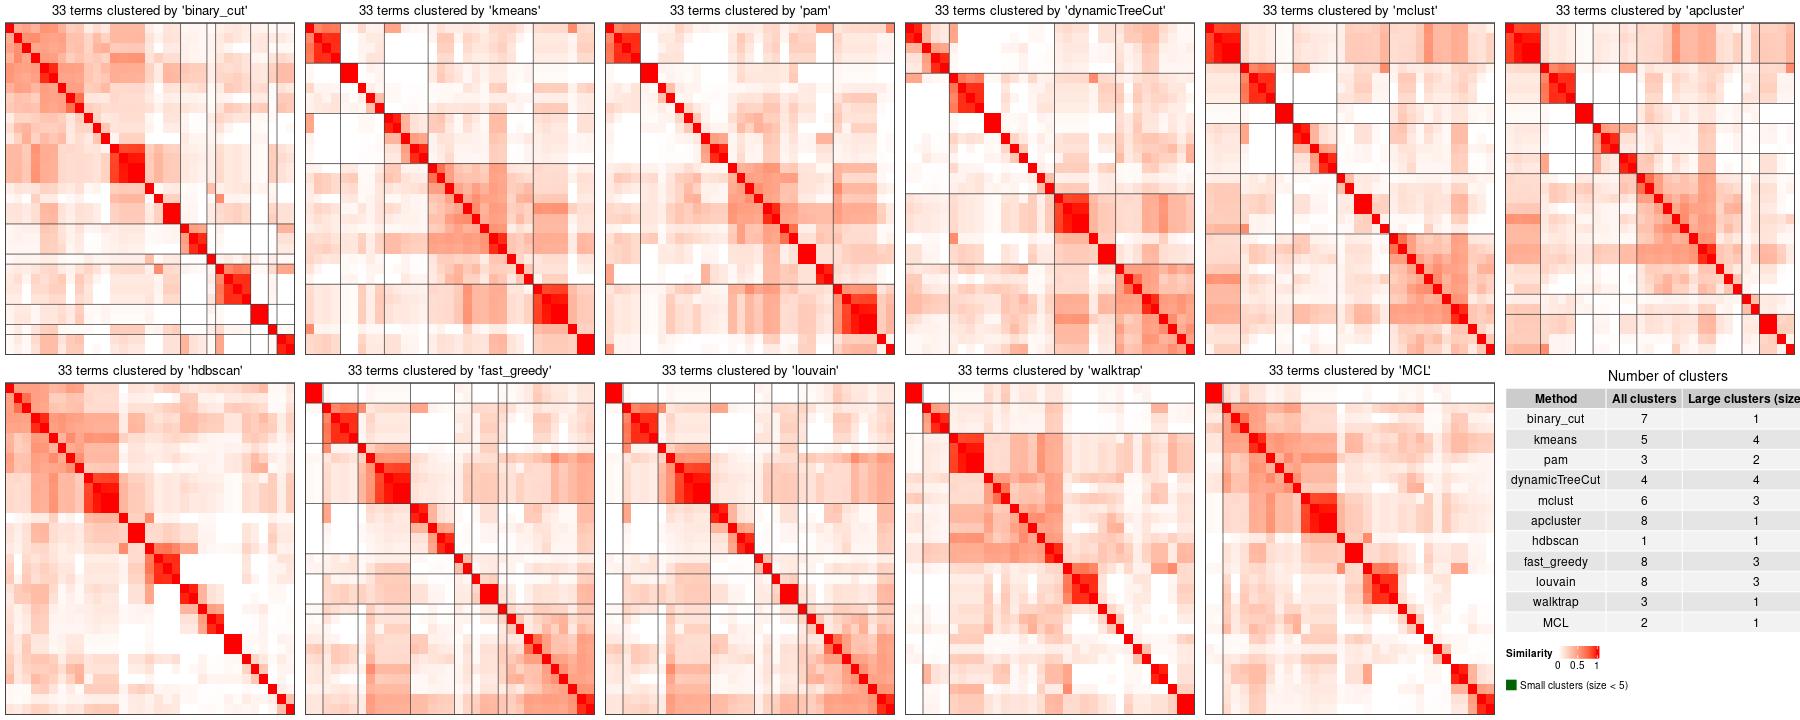 33 terms clustered by 'binary_cut'
33 terms clustered by 'kmeans'
33 terms clustered by 'pam'
33 terms clustered by 'dynamicTreeCut'
33 terms clustered by 'mclust'
33 terms clustered by 'apcluster'
33 terms clustered by 'hdbscan'
33 terms clustered by 'fast_greedy'
33 terms clustered by 'louvain'
33 terms clustered by 'walktrap'
33 terms clustered by 'MCL'
Number of clusters
Method All clusters Large clusters (size
binary_cut 7 1
kmeans 5 4
pam 3 2
dynamicTreeCut 4 4
mclust 6 3
apcluster 8 1
hdbscan 1 1
fast_greedy 8 3
louvain 8 3
walktrap 3 1
MCL 2 1
Similarity
0 0.5 1
Small clusters (size < 5)